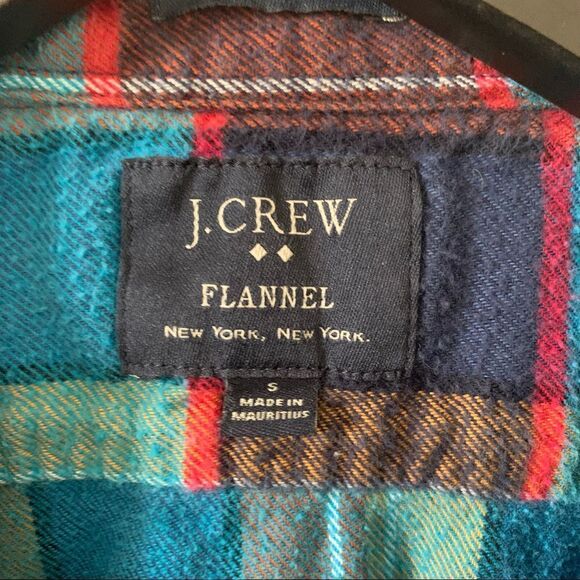 J.CREW
FLANNEL
NEW YORK, NEW YORK.
S
MADE IN
MAURITIUS